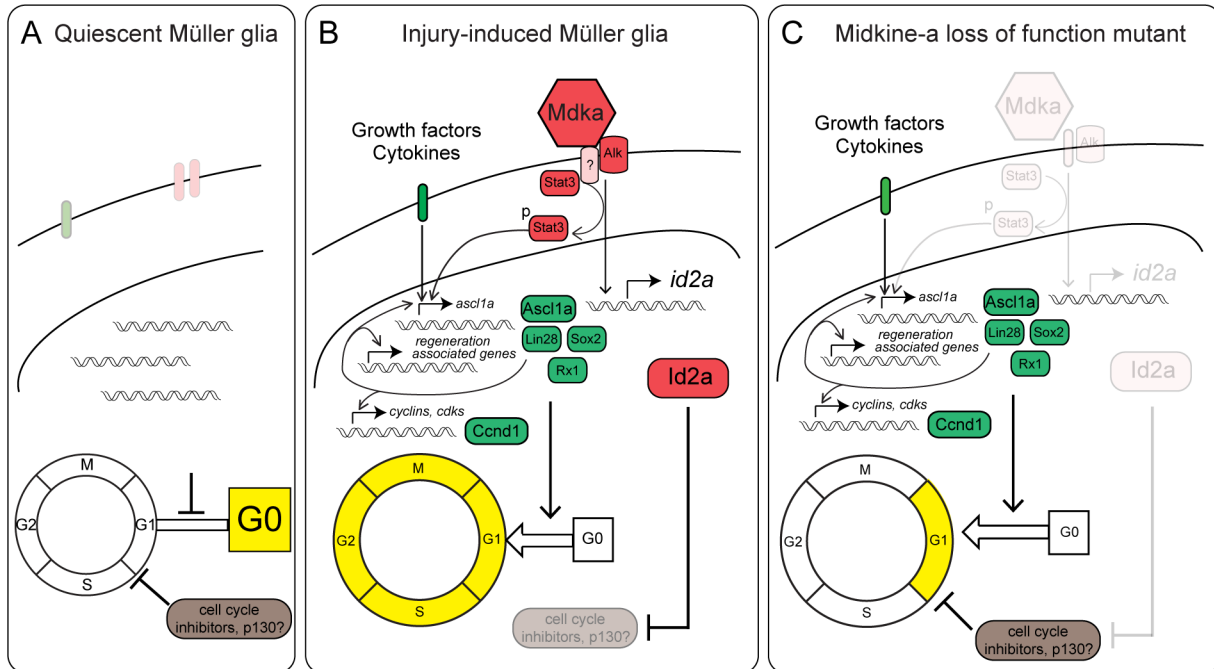 A Quiescent Müller glia
M
G2
G1
S
G0
cell cycle
inhibitors, p130?
B Injury-induced Müller glia
Mdka
Growth factors
Cytokines
?
Alk
Stat3
p
Stat3
id2a
ascl1a
Ascl1a
regeneration
associated genes
Lin28
Sox2
Rx1
Id2a
cyclins, cdks
Ccnd1
M
G2
G1
S
G0
cell cycle
inhibitors, p130?
C Midkine-a loss of function mutant
Mdka
Growth factors
Cytokines
Alk
Stat3
p
Stat3
id2a
ascl1a
Ascl1a
regeneration
associated genes
Lin28
Sox2
Rx1
Id2a
cyclins, cdks
Ccnd1
M
G2
G1
S
G0
cell cycle
inhibitors, p130?